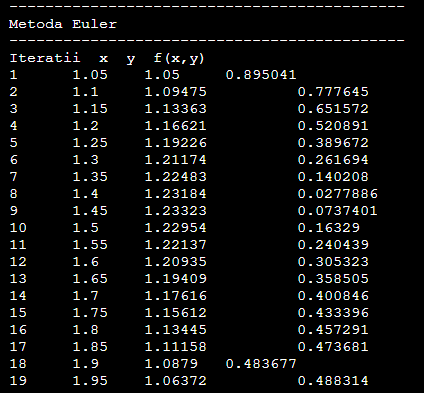 --------------------------------------------
Metoda Euler
--------------------------------------------
Iteratii  x  y  f(x,y)
1      1.05    1.05     0.895041
2      1.1     1.09475          0.777645
3      1.15    1.13363          0.651572
4      1.2     1.16621          0.520891
5      1.25    1.19226          0.389672
6      1.3     1.21174          0.261694
7      1.35    1.22483          0.140208
8      1.4     1.23184          0.0277886
9      1.45    1.23323          0.0737401
10     1.5     1.22954          0.16329
11     1.55    1.22137          0.240439
12     1.6     1.20935          0.305323
13     1.65    1.19409          0.358505
14     1.7     1.17616          0.400846
15     1.75    1.15612          0.433396
16     1.8     1.13445          0.457291
17     1.85    1.11158          0.473681
18     1.9     1.0879   0.483677
19     1.95    1.06372          0.488314